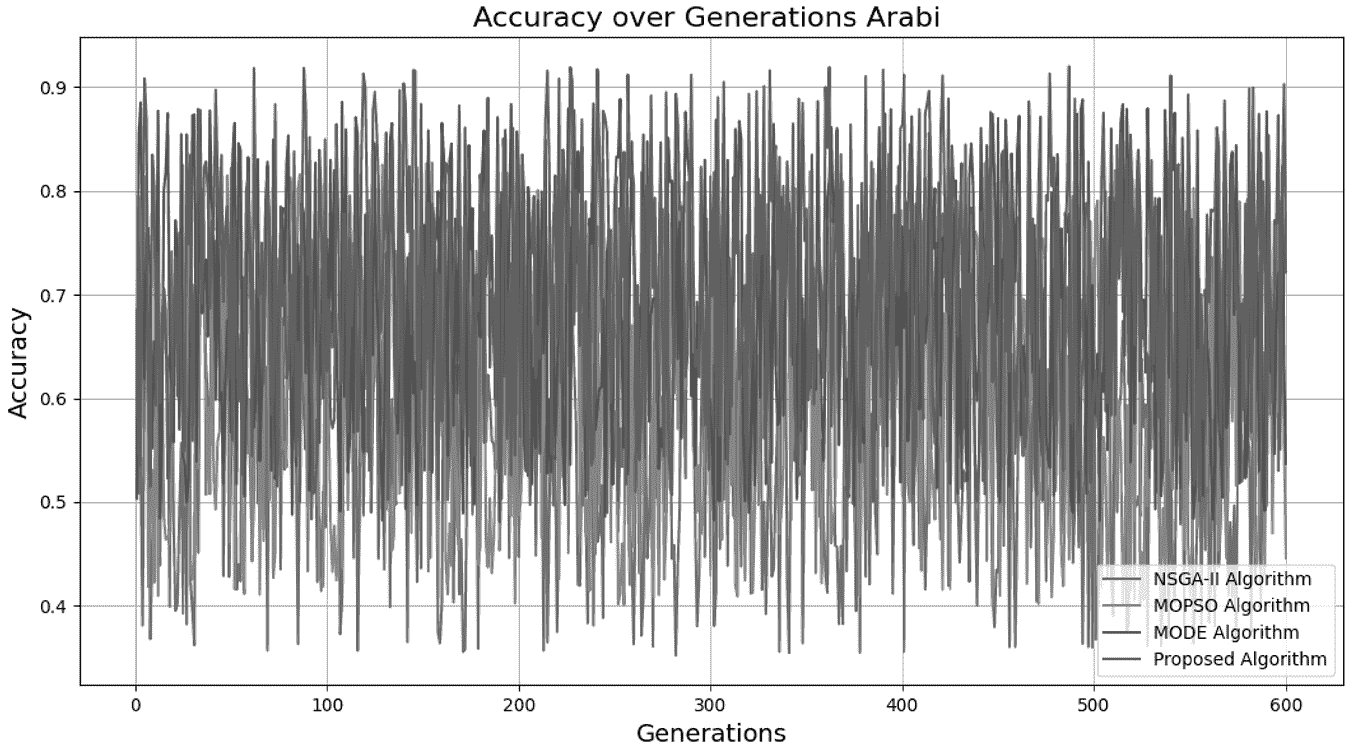 Accuracy over Generations Arabi
0.9
0.8
0.7
0.6
0.5
0.4
Accuracy
0
100
200
300
400
500
600
Generations
NSGA-II Algorithm
MOPSO Algorithm
MODE Algorithm
Proposed Algorithm